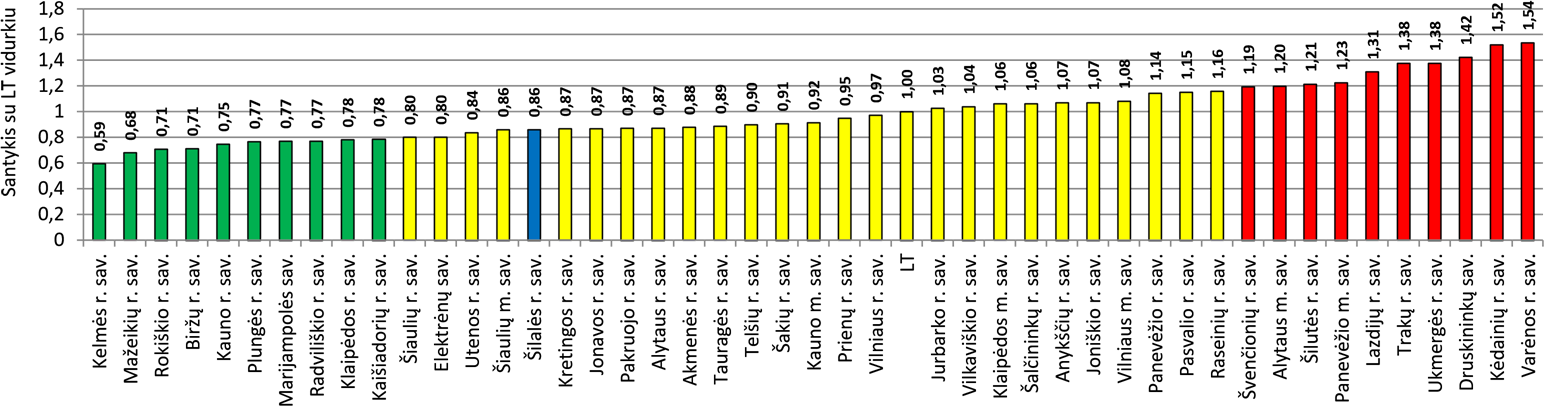 Santykis su LT vidurkiu
1,8
1,6
1,4
1,2
1
0,8
0,6
0,4
0,2
0
0,59
0,68
0,71
0,71
0,75
0,77
0,77
0,77
0,78
0,78
0,80
0,80
0,84
0,86
0,86
0,87
0,87
0,87
0,87
0,88
0,89
0,90
0,91
0,92
0,95
0,97
1,00
1,03
1,04
1,06
1,06
1,07
1,07
1,08
1,14
1,15
1,16
1,19
1,20
1,21
1,23
1,31
1,38
1,38
1,42
1,52
1,54
Kelmės r. sav.
Mažeikių r. sav.
Rokiškio r. sav.
Biržų r. sav.
Kauno r. sav.
Plungės r. sav.
Marijampolės sav.
Radviliškio r. sav.
Klaipėdos r. sav.
Kaišiadorių r. sav.
Šiaulių r. sav.
Elektrėnų sav.
Utenos r. sav.
Šiaulių m. sav.
Šilalės r. sav.
Kretingos r. sav.
Jonavos r. sav.
Pakruojo r. sav.
Alytaus r. sav.
Akmenės r. sav.
Tauragės r. sav.
Telšių r. sav.
Šakių r. sav.
Kauno m. sav.
Prienų r. sav.
Vilniaus r. sav.
LT
Jurbarko r. sav.
Vilkaviškio r. sav.
Klaipėdos m. sav.
Šalčininkų r. sav.
Anykščių r. sav.
Joniškio r. sav.
Vilniaus m. sav.
Panevėžio r. sav.
Pasvalio r. sav.
Raseinių r. sav.
Švenčionių r. sav.
Alytaus m. sav.
Šilutės r. sav.
Panevėžio m. sav.
Lazdijų r. sav.
Trakų r. sav.
Ukmergės r. sav.
Druskininkų sav.
Kėdainių r. sav.
Varėnos r. sav.